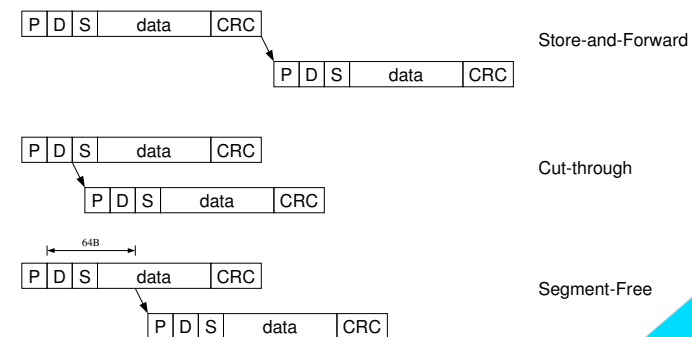 P D S data CRC
Store-and-Forward
P D S data CRC
P D S data CRC
Cut-through
P D S data CRC
64B
P D S data CRC
Segment-Free
P D S data CRC